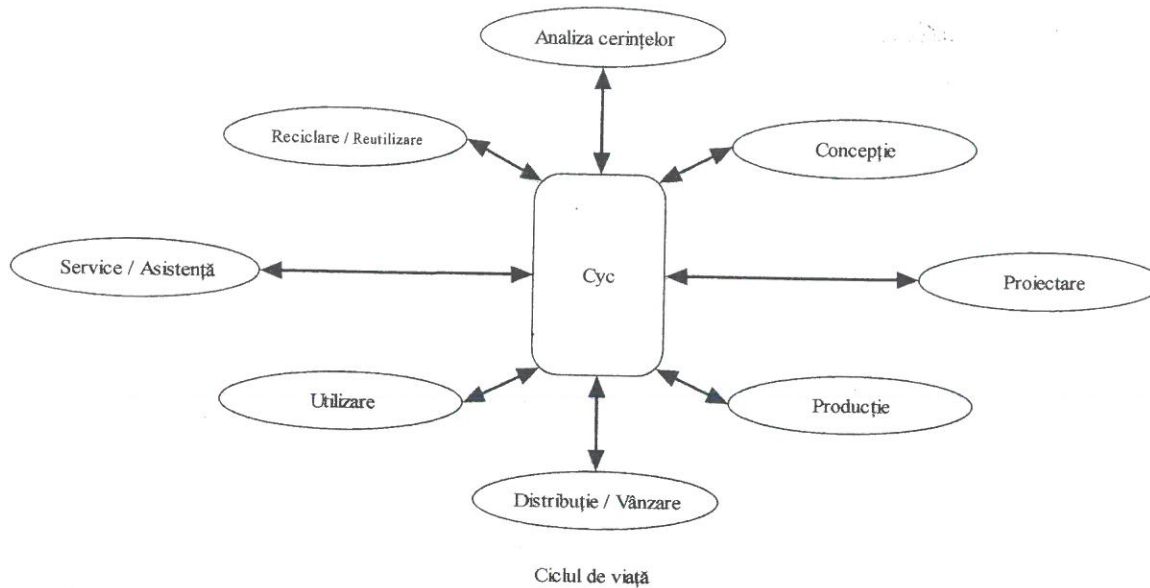 Analiza cerințelor
Reciclare / Reutilizare
Concepție
Service / Asistență
Cyc
Proiectare
Utilizare
Producție
Distribuție / Vânzare
Ciclul de viață